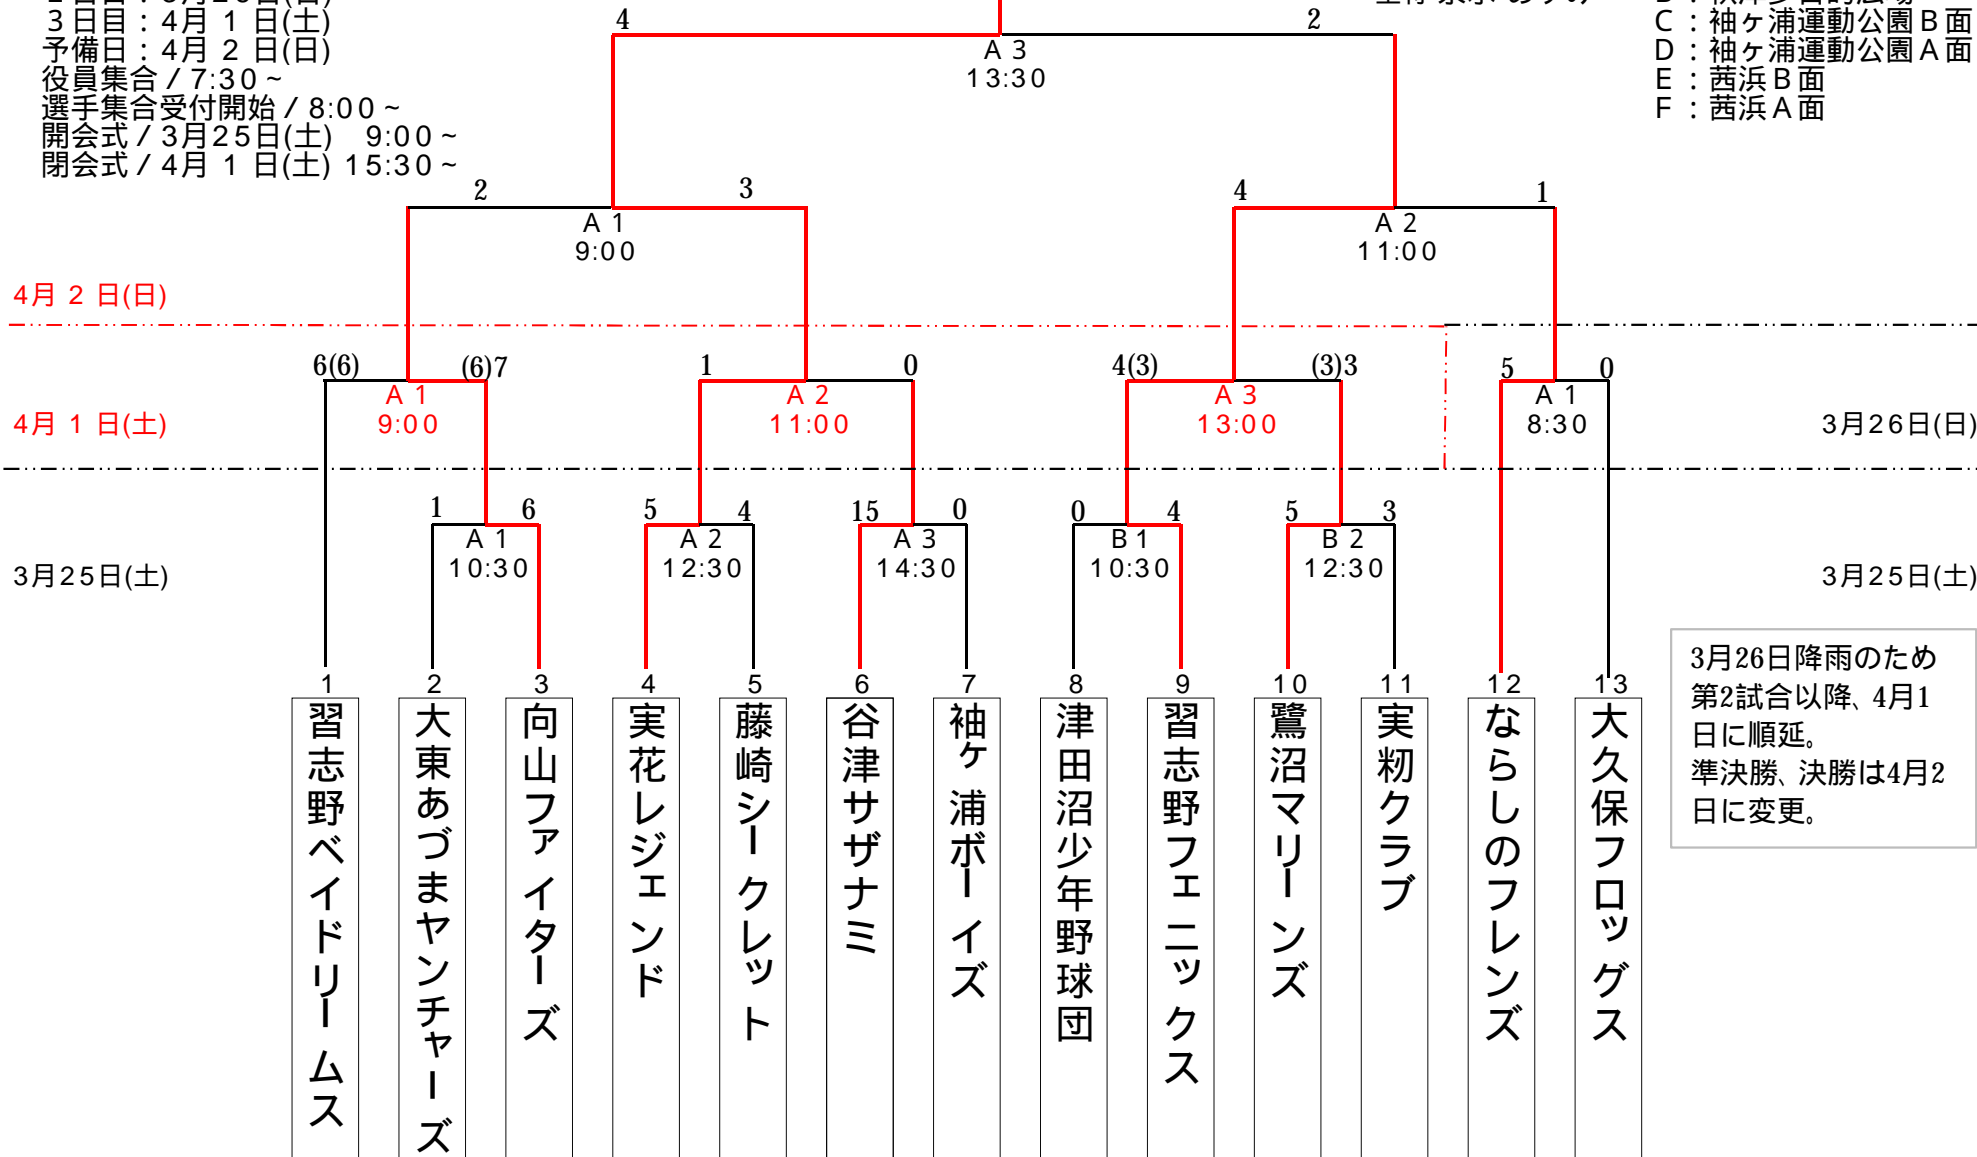 3日目：4月 1 日(土)
予備日：4月 2 日(日)
役員集合 / 7:30 ~
選手集合受付開始 / 8:00 ~
開会式 / 3月25日(土) 9:00 ~
閉会式 / 4月 1 日(土) 15:30 ~
C：袖ヶ浦運動公園B面
D：袖ヶ浦運動公園A面
E：茜浜B面
F：茜浜A面
4 2
A 3
13:30
2 3 4 1
A 1 A 2
9:00 11:00
4月 2 日(日)
6(6) (6)7 1 0 4(3) (3)3 5 0
A 1 A 2 A 3 A 1
4月 1 日(土) 9:00 11:00 13:00 8:30 3月26日(日)
1 6 5 4 15 0 0 4 5 3
A 1 A 2 A 3 B 1 B 2
10:30 12:30 14:30 10:30 12:30
3月25日(土) 3月25日(土)
3月26日降雨のため
第2試合以降、4月1
日に順延。
準決勝、決勝は4月2
日に変更。
1 2 3 4 5 6 7 8 9 10 11 12 13
習志野ベイドリームス
大東あづまヤンチャーズ
向山ファイターズ
実花レジェンド
藤崎シークレット
谷津サザナミ
袖ヶ浦ボーイズ
津田沼少年野球団
習志野フェニックス
鷺沼マリーンズ
実籾クラブ
ならしのフレンズ
大久保フロッグス